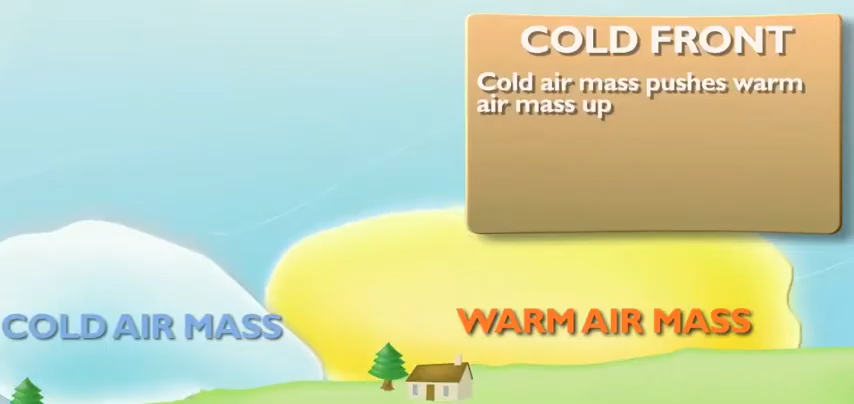 COLD FRONT
Cold air mass pushes warm
air mass up
COLD AIR MASS
WARM AIR MASS